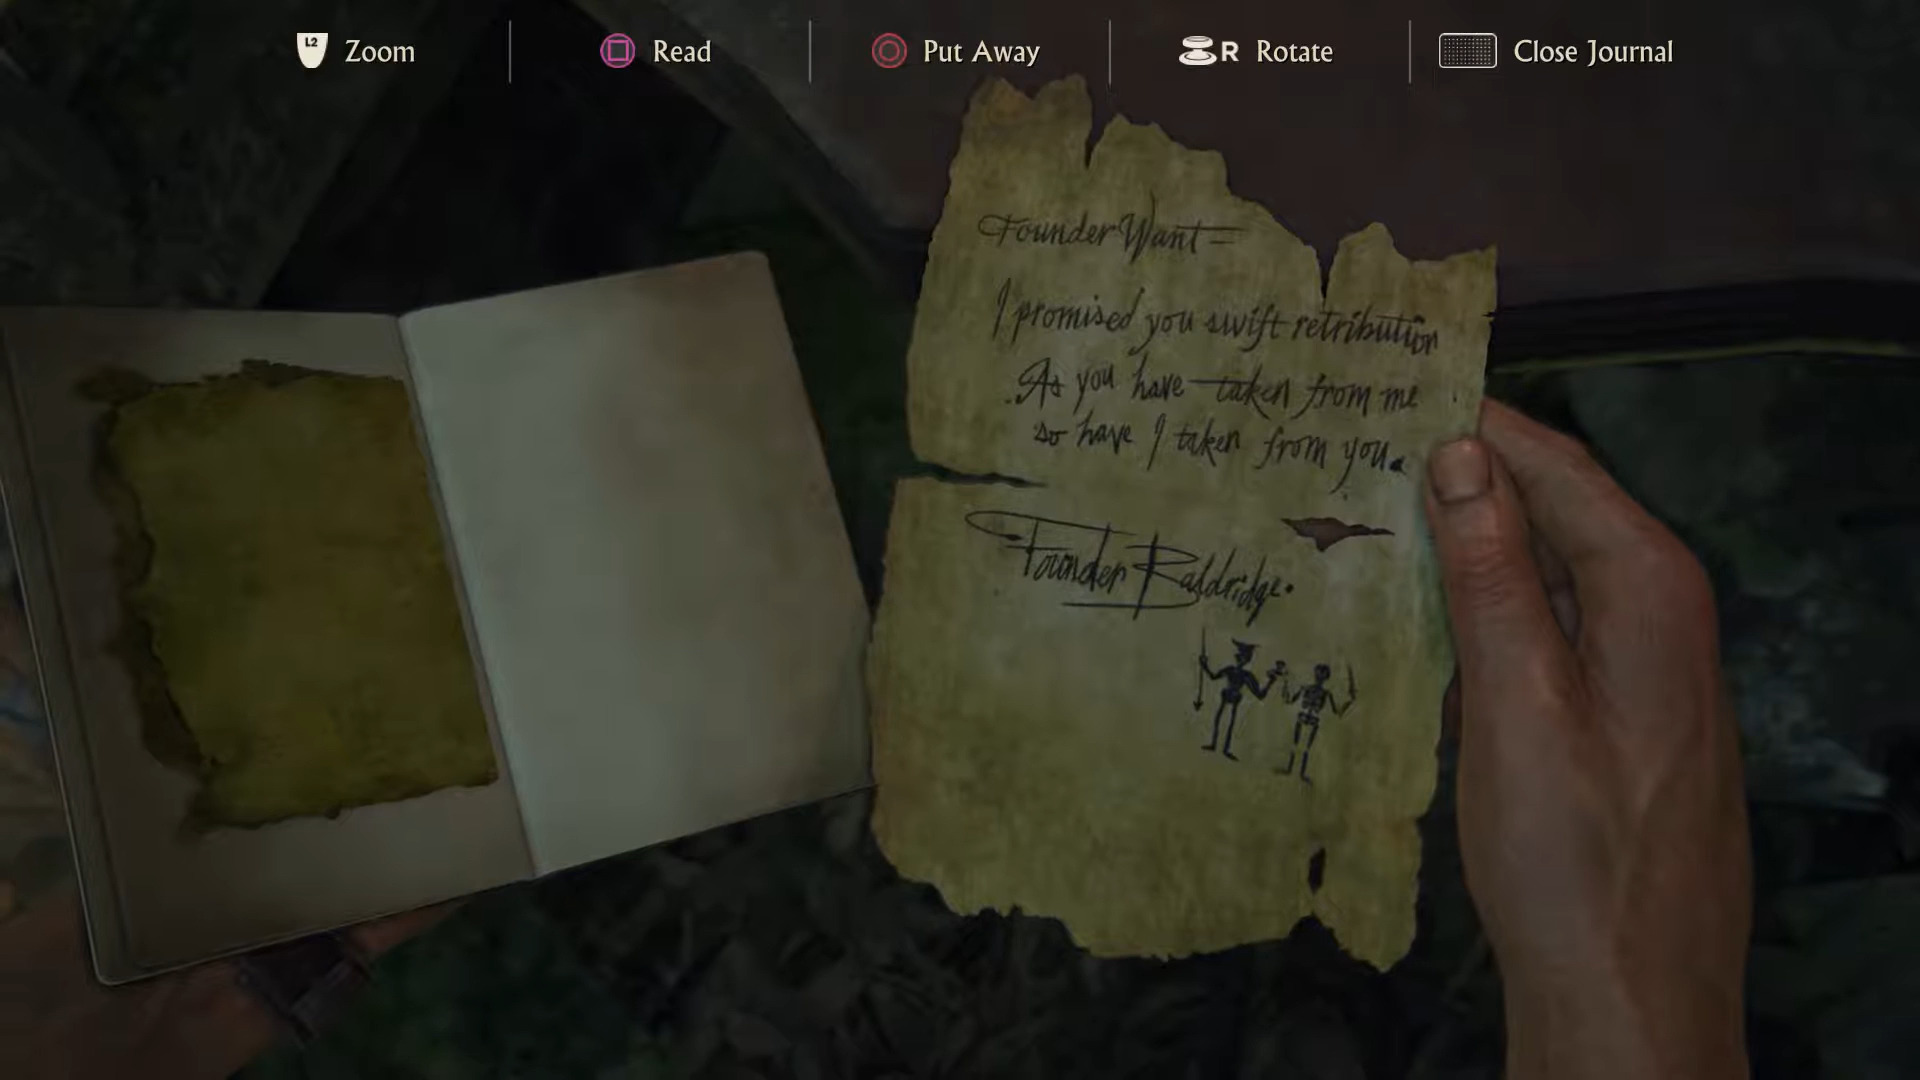 L2 Zoom
Read
Put Away
R Rotate
Close Journal
Founder Want =
I promised you swift retribution
As you have taken from me
so have I taken from you.
Founder Baldridge.